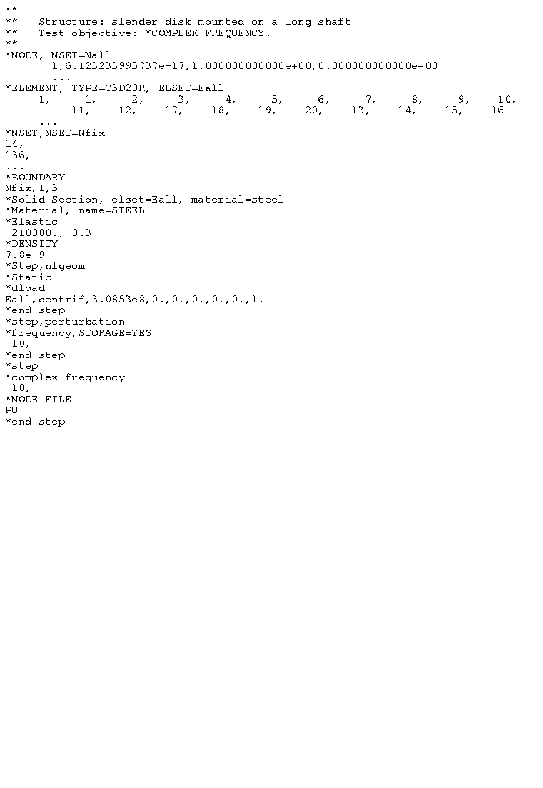 **
**   Structure: slender disk mounted on a long shaft
**   Test objective: *COMPLEX FREQUENCY.
**
*NODE, NSET=Nall
1,6.123233995737e-17,1.000000000000e+00,0.000000000000e+00
...
*ELEMENT, TYPE=C3D20R, ELSET=Eall
1, 1, 2, 3, 4, 5, 6, 7, 8, 9, 10,
11, 12, 17, 18, 19, 20, 13, 14, 15, 16
...
*NSET,NSET=Nfix
14,
136,
...
*BOUNDARY
Nfix,1,3
*Solid Section, elset=Eall, material=steel
*Material, name=STEEL
*Elastic
210000., 0.3
*DENSITY
7.8e-9
*Step,nlgeom
*Static
*dload
Eall,centrif,3.0853e8,0.,0.,0.,0.,0.,1.
*end step
*step,perturbation
*frequency,STORAGE=YES
10,
*end step
*step
*complex frequency
10,
*NODE FILE
PU
*end step